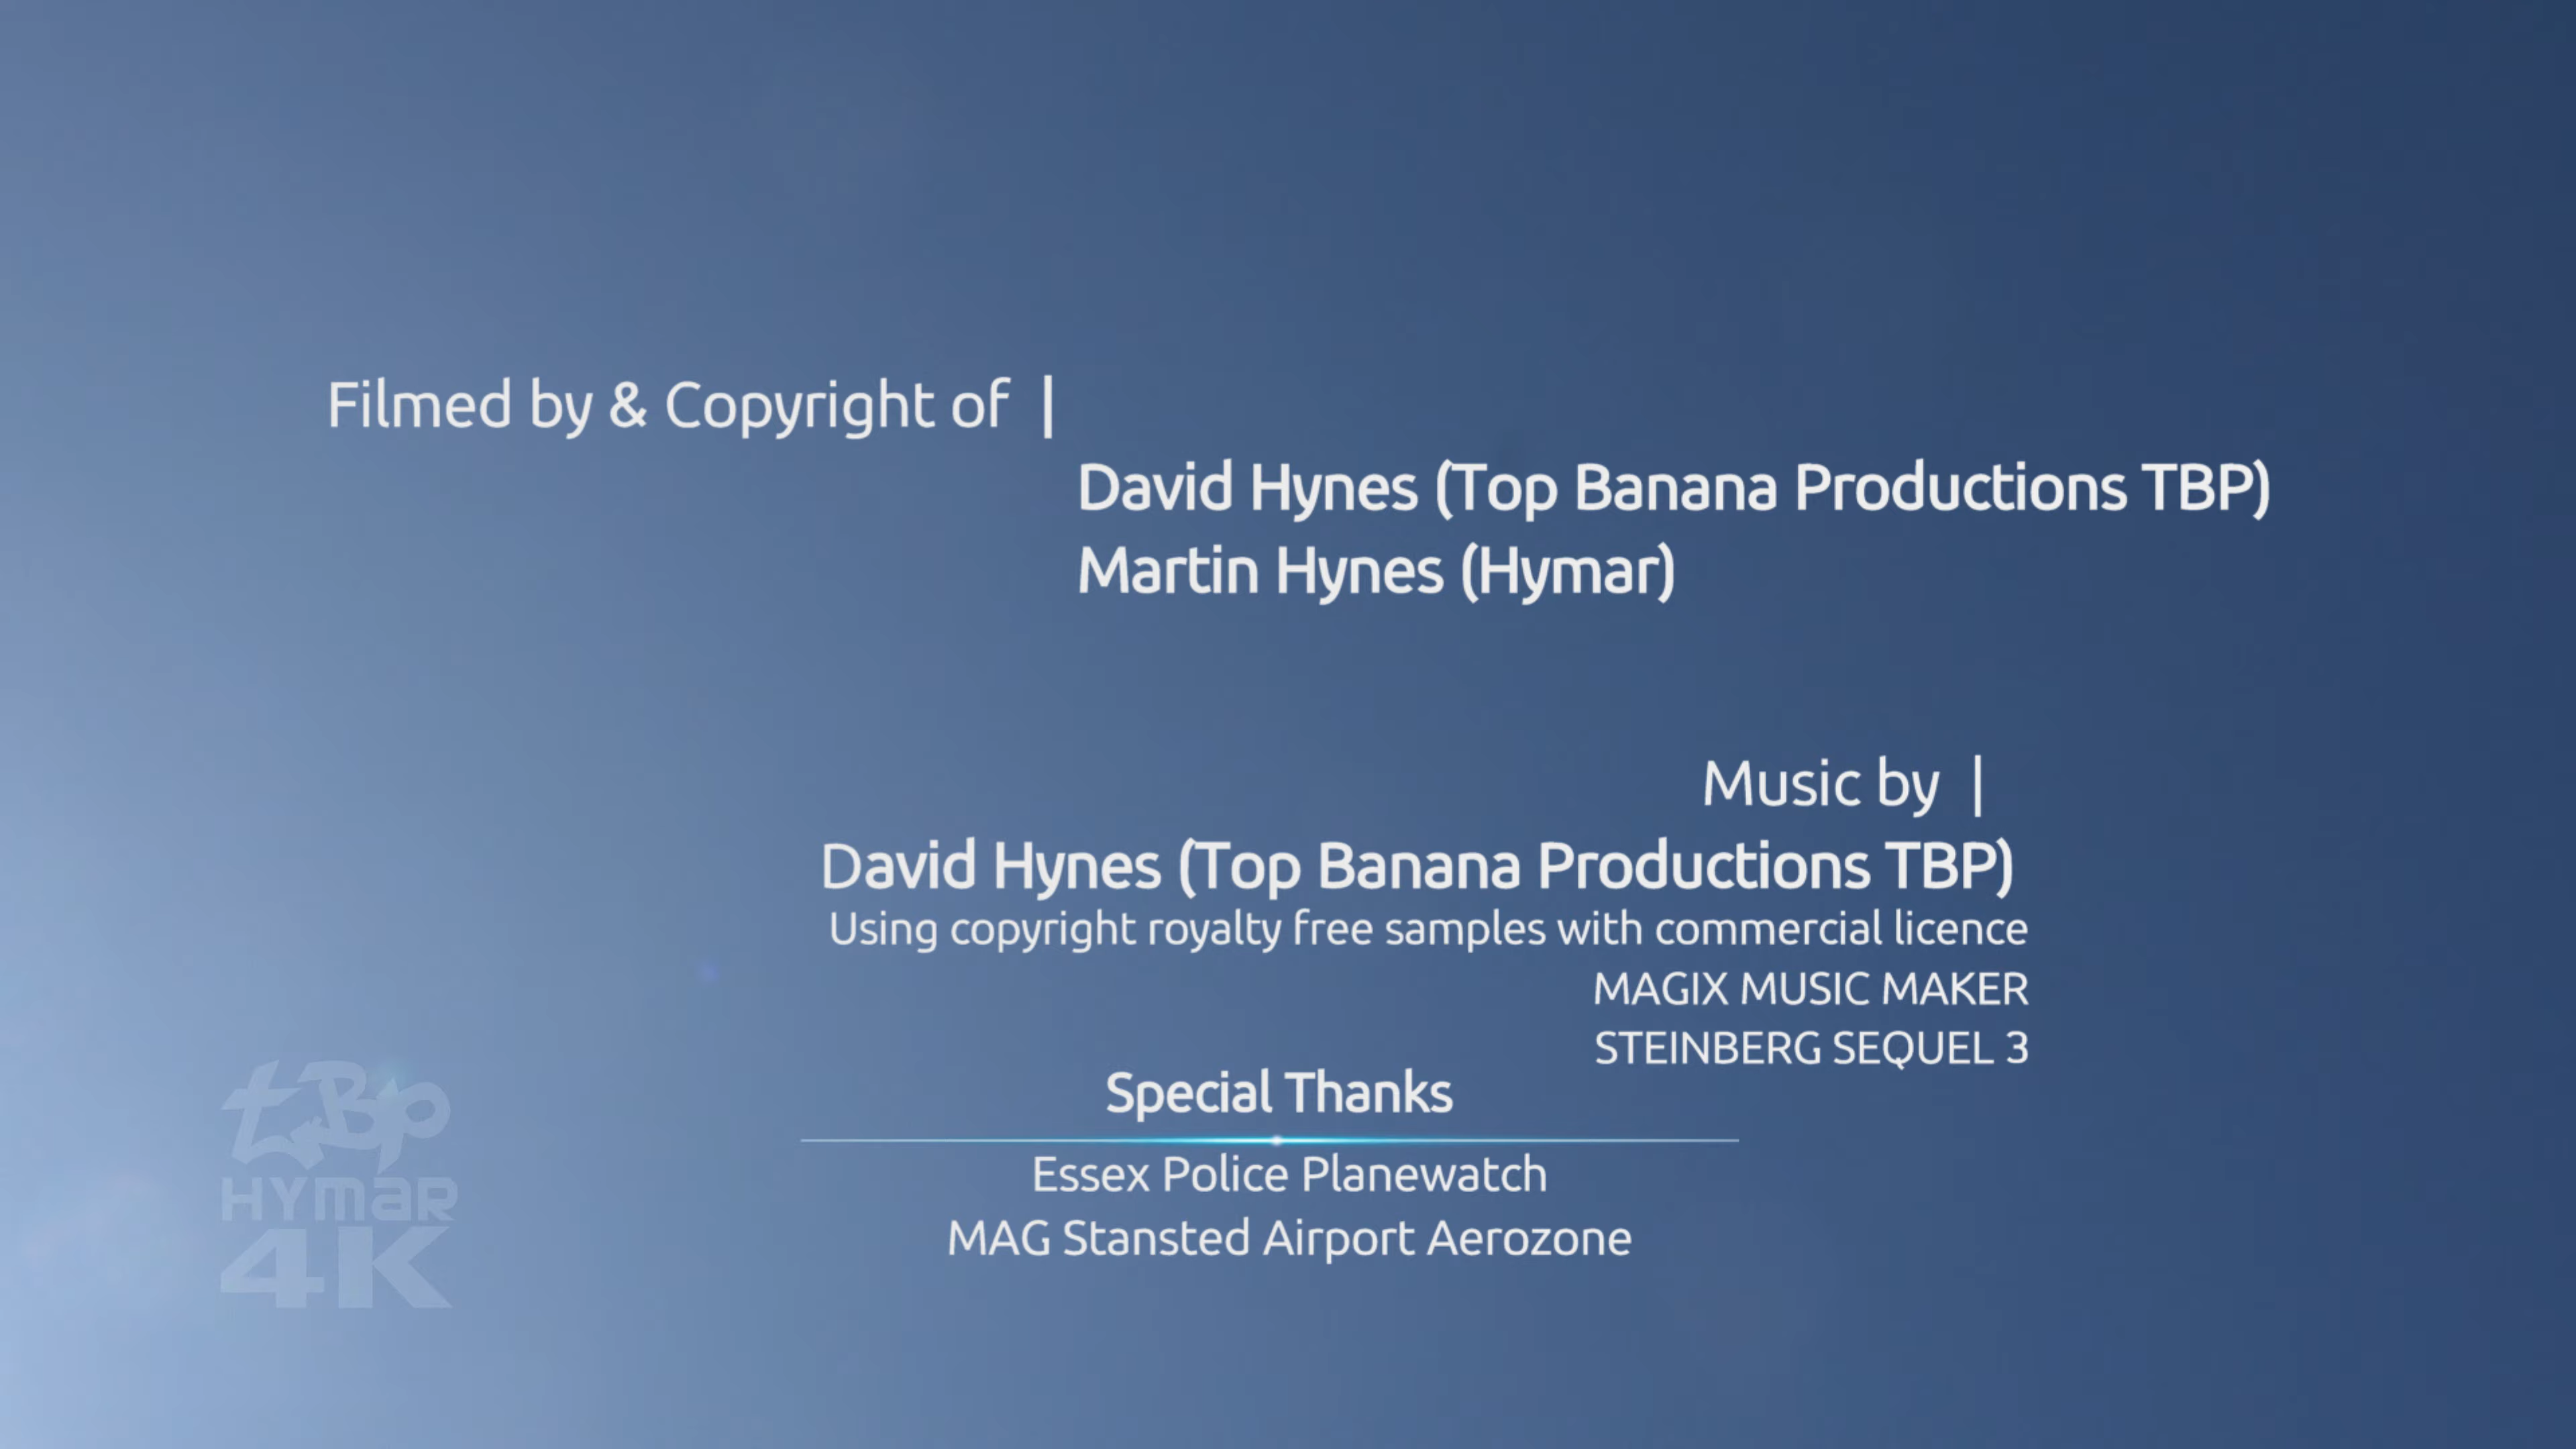 Filmed by & Copyright of |
David Hynes (Top Banana Productions TBP)
Martin Hynes (Hymar)
Music by |
David Hynes (Top Banana Productions TBP)
Using copyright royalty free samples with commercial licence
MAGIX MUSIC MAKER
STEINBERG SEQUEL 3
Special Thanks
Essex Police Planewatch
MAG Stansted Airport Aerozone
tBp
HYmaR
4K